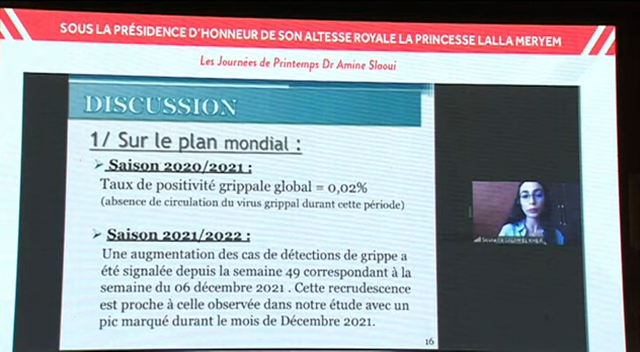 SOUS LA PRÉSIDENCE D'HONNEUR DE SON ALTESSE ROYALE LA PRINCESSE LALLA MERYEM
Les Journées de Printemps Dr Amine Slaoui
DISCUSSION
1/ Sur le plan mondial :
➢ Saison 2020/2021 :
Taux de positivité grippale global = 0,02%
(absence de circulation du virus grippal durant cette période)
➢ Saison 2021/2022 :
Une augmentation des cas de détections de grippe a
été signalée depuis la semaine 49 correspondant à la
semaine du 06 décembre 2021 . Cette recrudescence
est proche à celle observée dans notre étude avec un
pic marqué durant le mois de Décembre 2021.
16